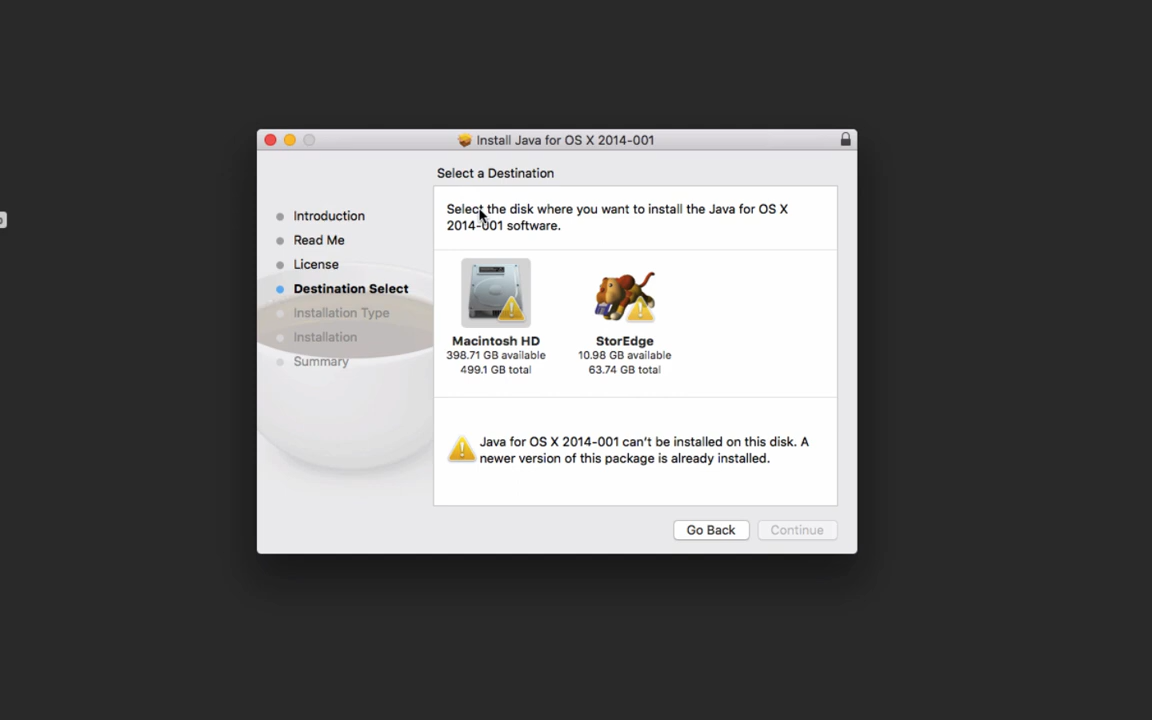 Install Java for OS X 2014-001
Select a Destination
Introduction
Read Me
License
Destination Select
Installation Type
Installation
Summary
Select the disk where you want to install the Java for OS X
2014-001 software.
Macintosh HD
398.71 GB available
499.1 GB total
StorEdge
10.98 GB available
63.74 GB total
Java for OS X 2014-001 can't be installed on this disk. A
newer version of this package is already installed.
Go Back
Continue